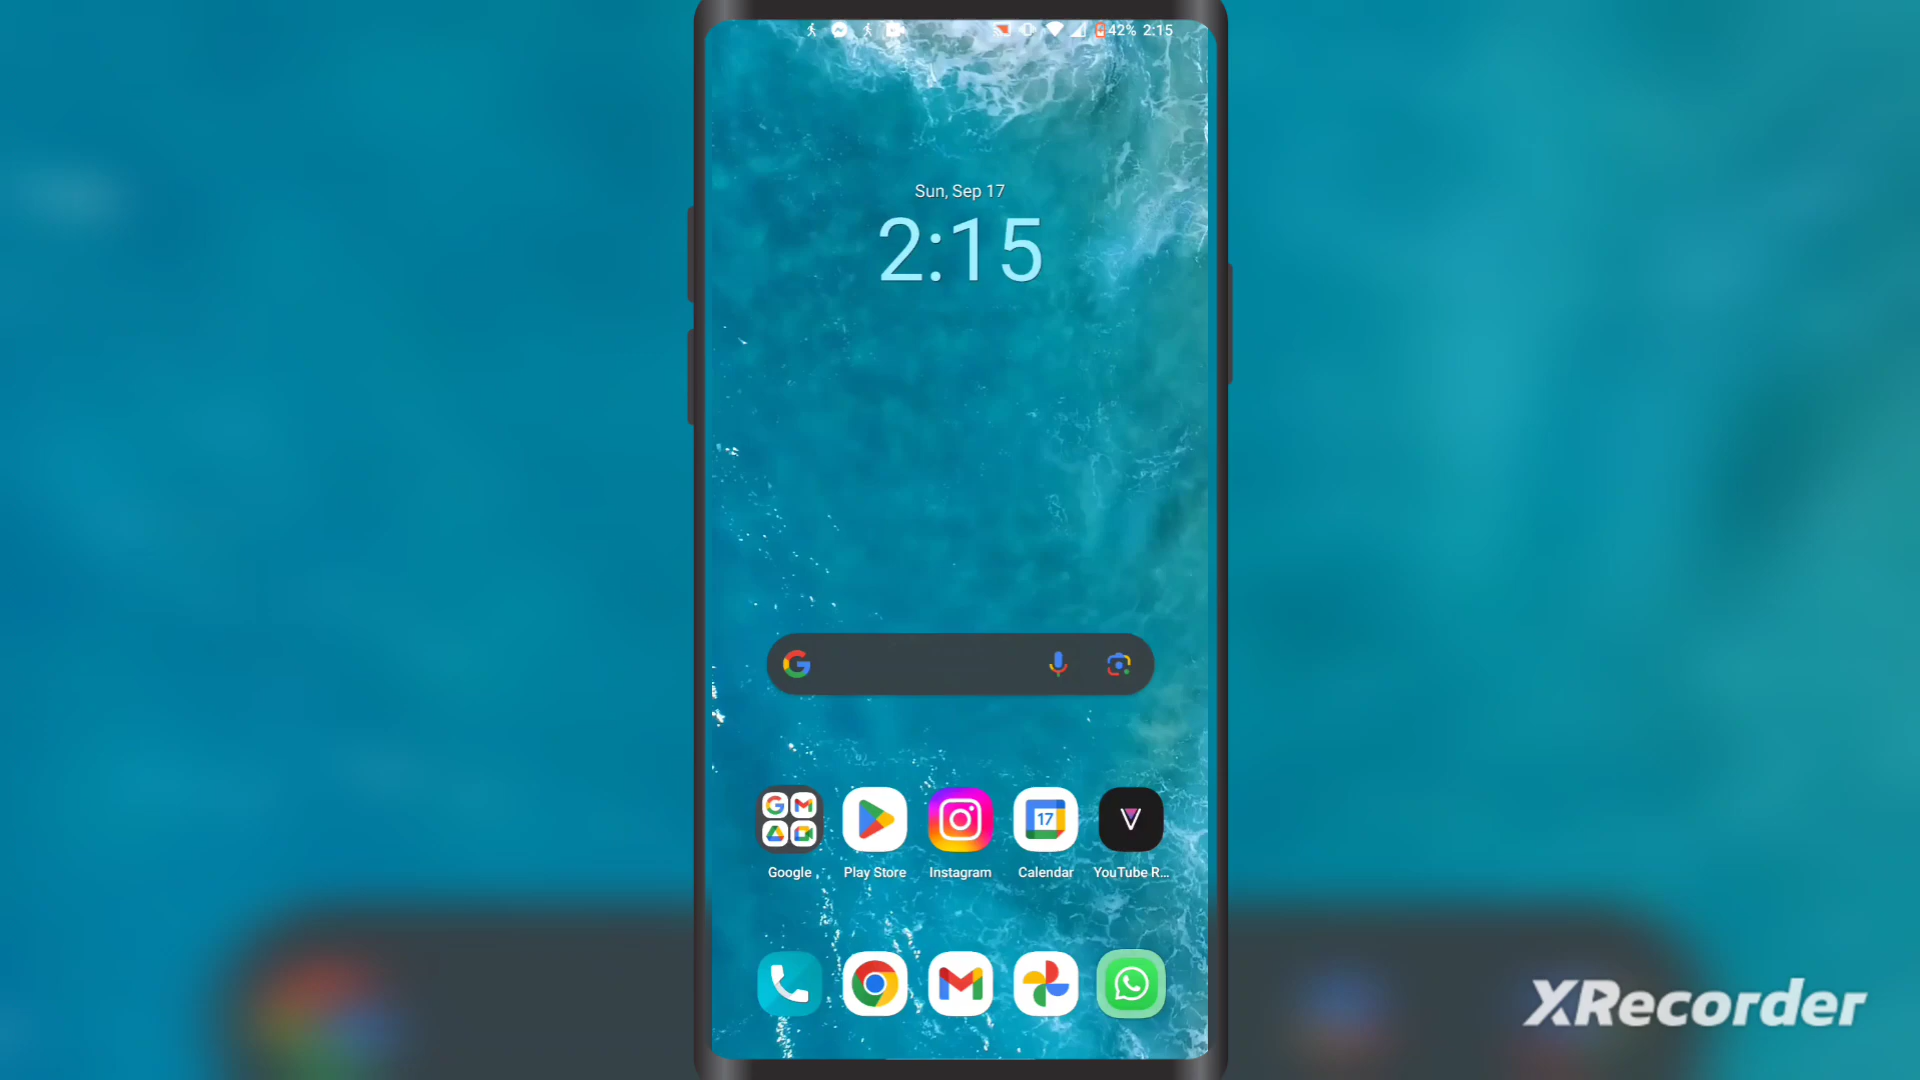 42% 2:15
Sun, Sep 17
2:15
17
Google
Play Store
Instagram
Calendar
YouTube R...
XRecorder